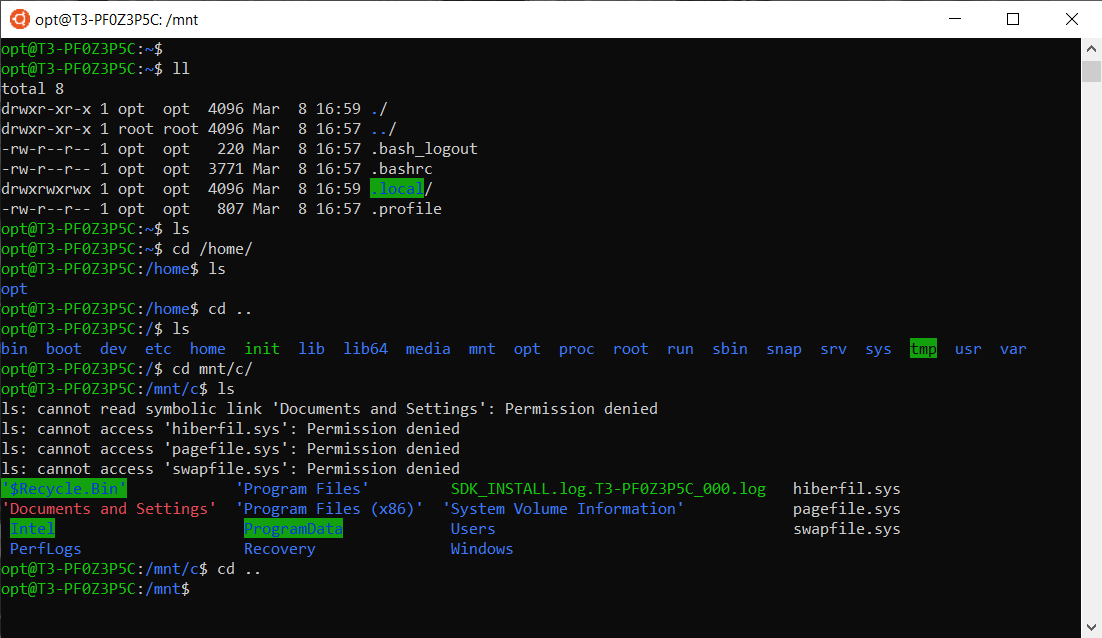 opt@T3-PF0Z3P5C: /mnt
opt@T3-PF0Z3P5C:~$
opt@T3-PF0Z3P5C:~$ ll
total 8
drwxr-xr-x 1 opt  opt  4096 Mar  8 16:59 ./
drwxr-xr-x 1 root root 4096 Mar  8 16:57 ../
-rw-r--r-- 1 opt  opt   220 Mar  8 16:57 .bash_logout
-rw-r--r-- 1 opt  opt  3771 Mar  8 16:57 .bashrc
drwxrwxrwx 1 opt  opt  4096 Mar  8 16:59 .local/
-rw-r--r-- 1 opt  opt   807 Mar  8 16:57 .profile
opt@T3-PF0Z3P5C:~$ ls
opt@T3-PF0Z3P5C:~$ cd /home/
opt@T3-PF0Z3P5C:/home$ ls
opt
opt@T3-PF0Z3P5C:/home$ cd ..
opt@T3-PF0Z3P5C:/$ ls
bin  boot  dev  etc  home  init  lib  lib64  media  mnt  opt  proc  root  run  sbin  snap  srv  sys  tmp  usr  var
opt@T3-PF0Z3P5C:/$ cd mnt/c/
opt@T3-PF0Z3P5C:/mnt/c$ ls
ls: cannot read symbolic link 'Documents and Settings': Permission denied
ls: cannot access 'hiberfil.sys': Permission denied
ls: cannot access 'pagefile.sys': Permission denied
ls: cannot access 'swapfile.sys': Permission denied
'$Recycle.Bin'            'Program Files'         SDK_INSTALL.log.T3-PF0Z3P5C_000.log   hiberfil.sys
'Documents and Settings'  'Program Files (x86)'  'System Volume Information'            pagefile.sys
 Intel                     ProgramData            Users                                 swapfile.sys
 PerfLogs                  Recovery               Windows
opt@T3-PF0Z3P5C:/mnt/c$ cd ..
opt@T3-PF0Z3P5C:/mnt$